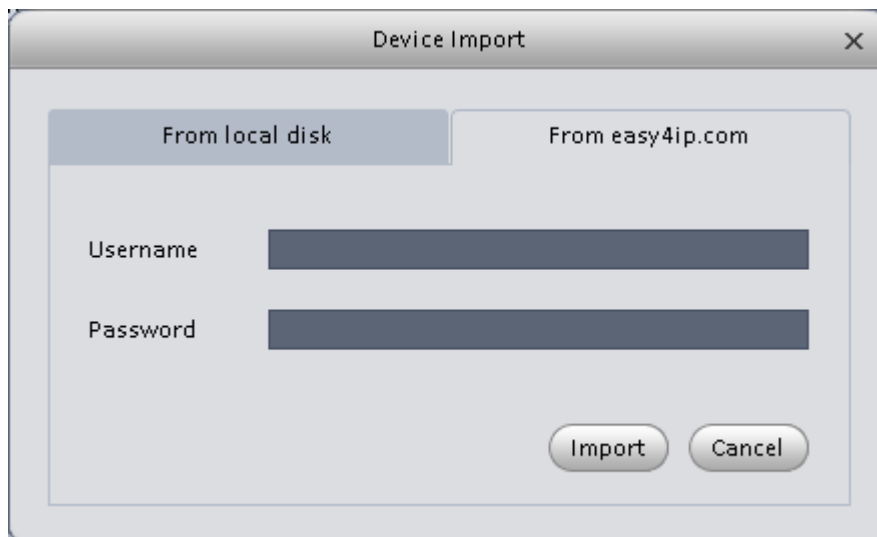 Device Import
From local disk
From easy4ip.com
Username
Password
Import
Cancel